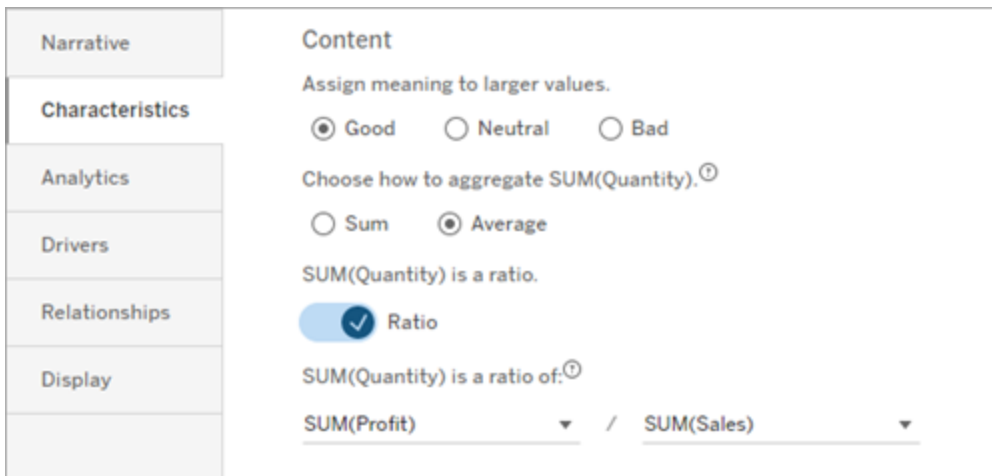 Narrative
Characteristics
Analytics
Drivers
Relationships
Display
Content
Assign meaning to larger values.
Good Neutral Bad
Choose how to aggregate SUM(Quantity).?
Sum Average
SUM(Quantity) is a ratio.
Ratio
SUM(Quantity) is a ratio of:?
SUM(Profit) / SUM(Sales)